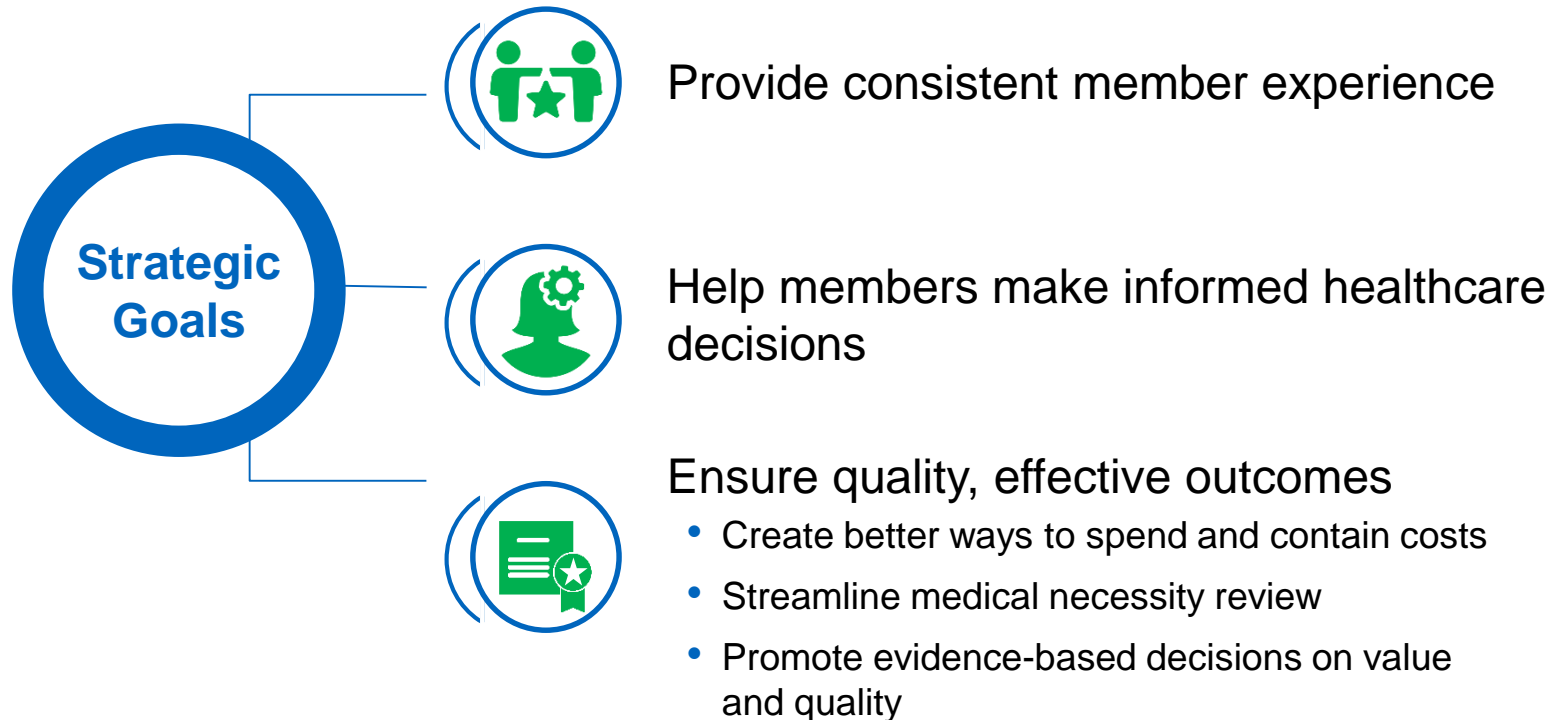 Strategic
Goals
Provide consistent member experience
Help members make informed healthcare
decisions
Ensure quality, effective outcomes
• Create better ways to spend and contain costs
• Streamline medical necessity review
• Promote evidence-based decisions on value
and quality